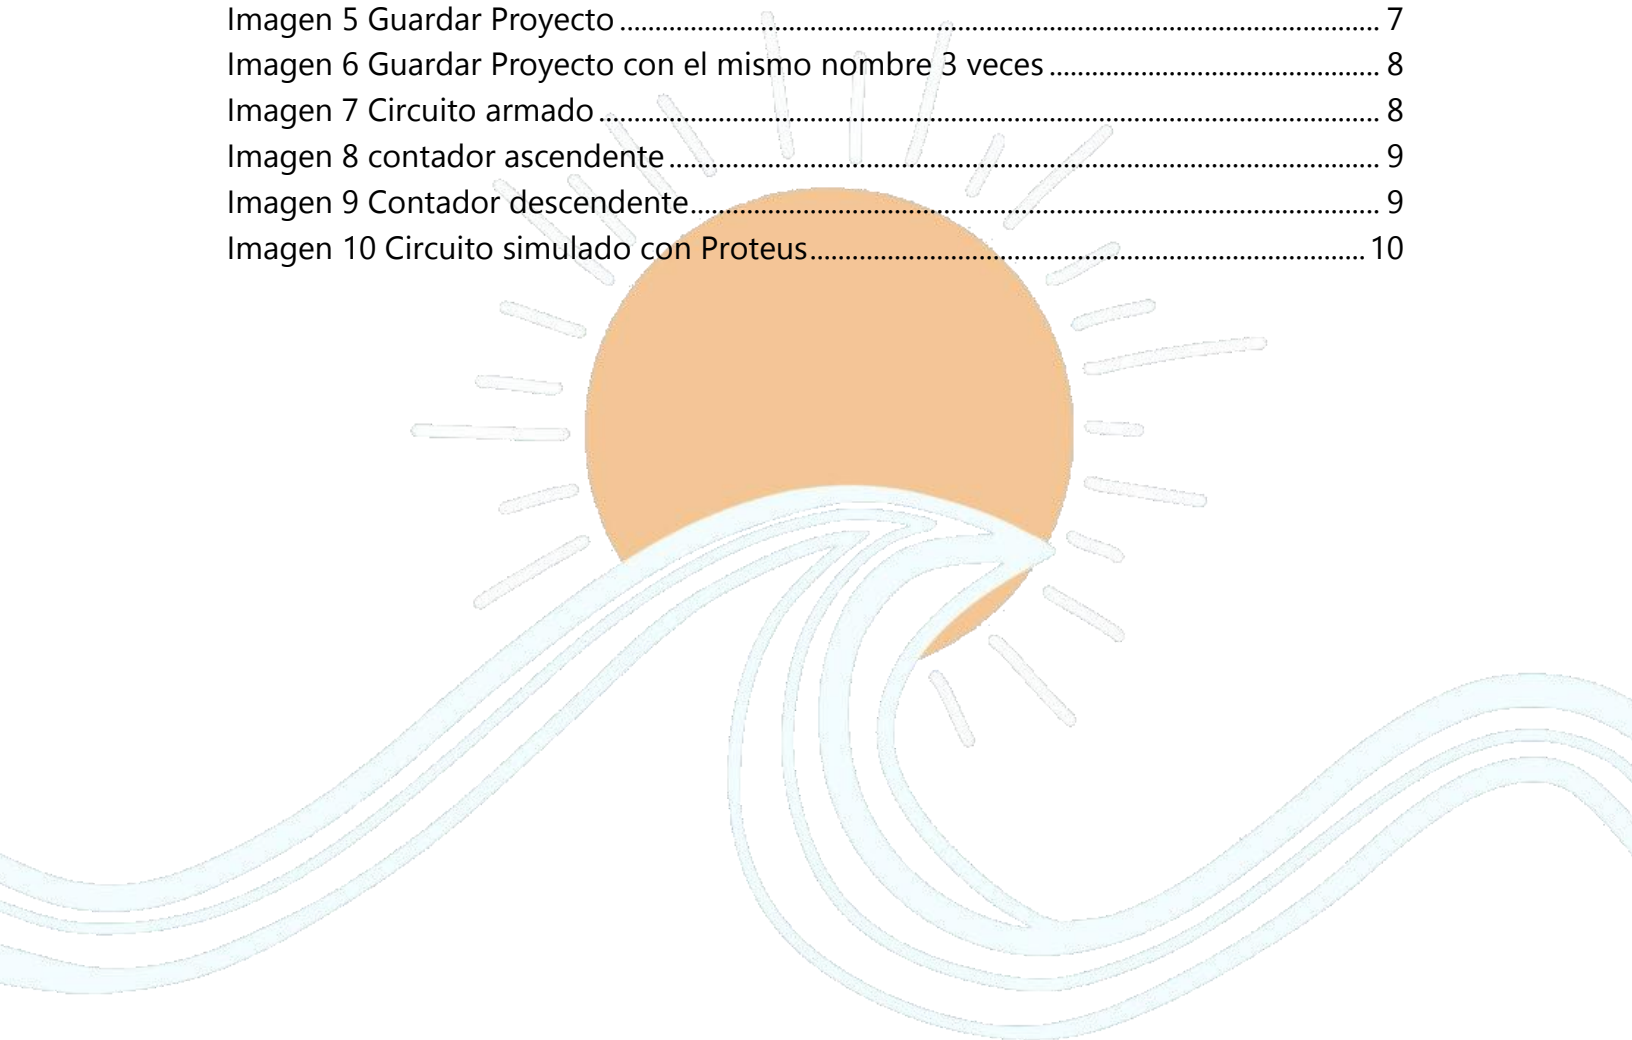 Imagen 5 Guardar Proyecto ........................................................................................................... 7
Imagen 6 Guardar Proyecto con el mismo nombre 3 veces .............................................. 8
Imagen 7 Circuito armado .............................................................................................................. 8
Imagen 8 contador ascendente .................................................................................................... 9
Imagen 9 Contador descendente................................................................................................. 9
Imagen 10 Circuito simulado con Proteus.............................................................................. 10